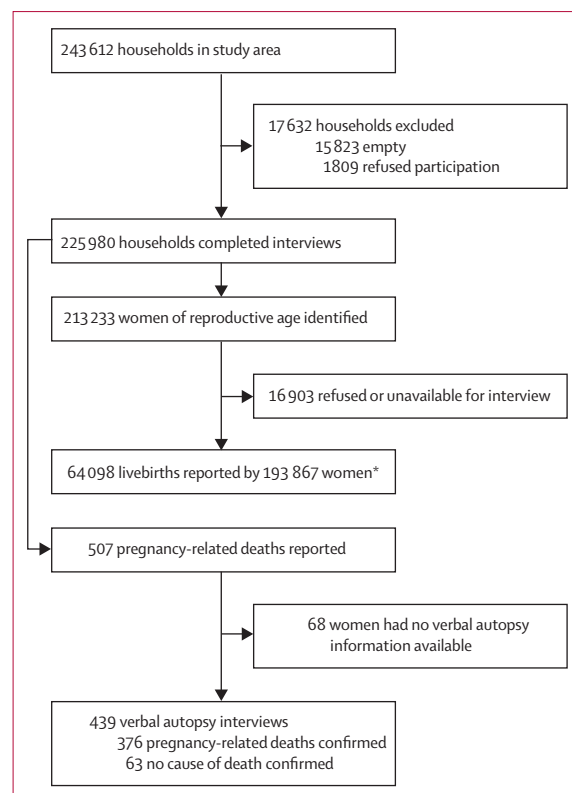 243 612 households in study area
17 632 households excluded
15 823 empty
1809 refused participation
225 980 households completed interviews
213 233 women of reproductive age identified
16 903 refused or unavailable for interview
64 098 livebirths reported by 193 867 women*
507 pregnancy-related deaths reported
68 women had no verbal autopsy
information available
439 verbal autopsy interviews
376 pregnancy-related deaths confirmed
63 no cause of death confirmed